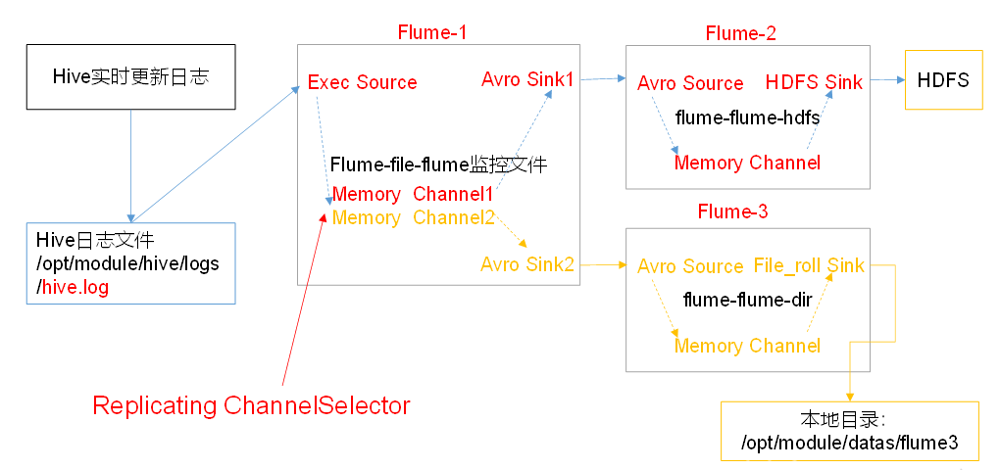 Flume-1
Flume-2
Hive实时更新日志
Exec Source
Avro Sink1
Avro Source
HDFS Sink
HDFS
flume-flume-hdfs
Flume-file-flume监控文件
Memory Channel
Memory Channel1
Memory Channel2
Flume-3
Hive日志文件
/opt/module/hive/logs
/hive.log
Avro Sink2
Avro Source
File_roll Sink
flume-flume-dir
Memory Channel
Replicating ChannelSelector
本地目录：
/opt/module/datas/flume3